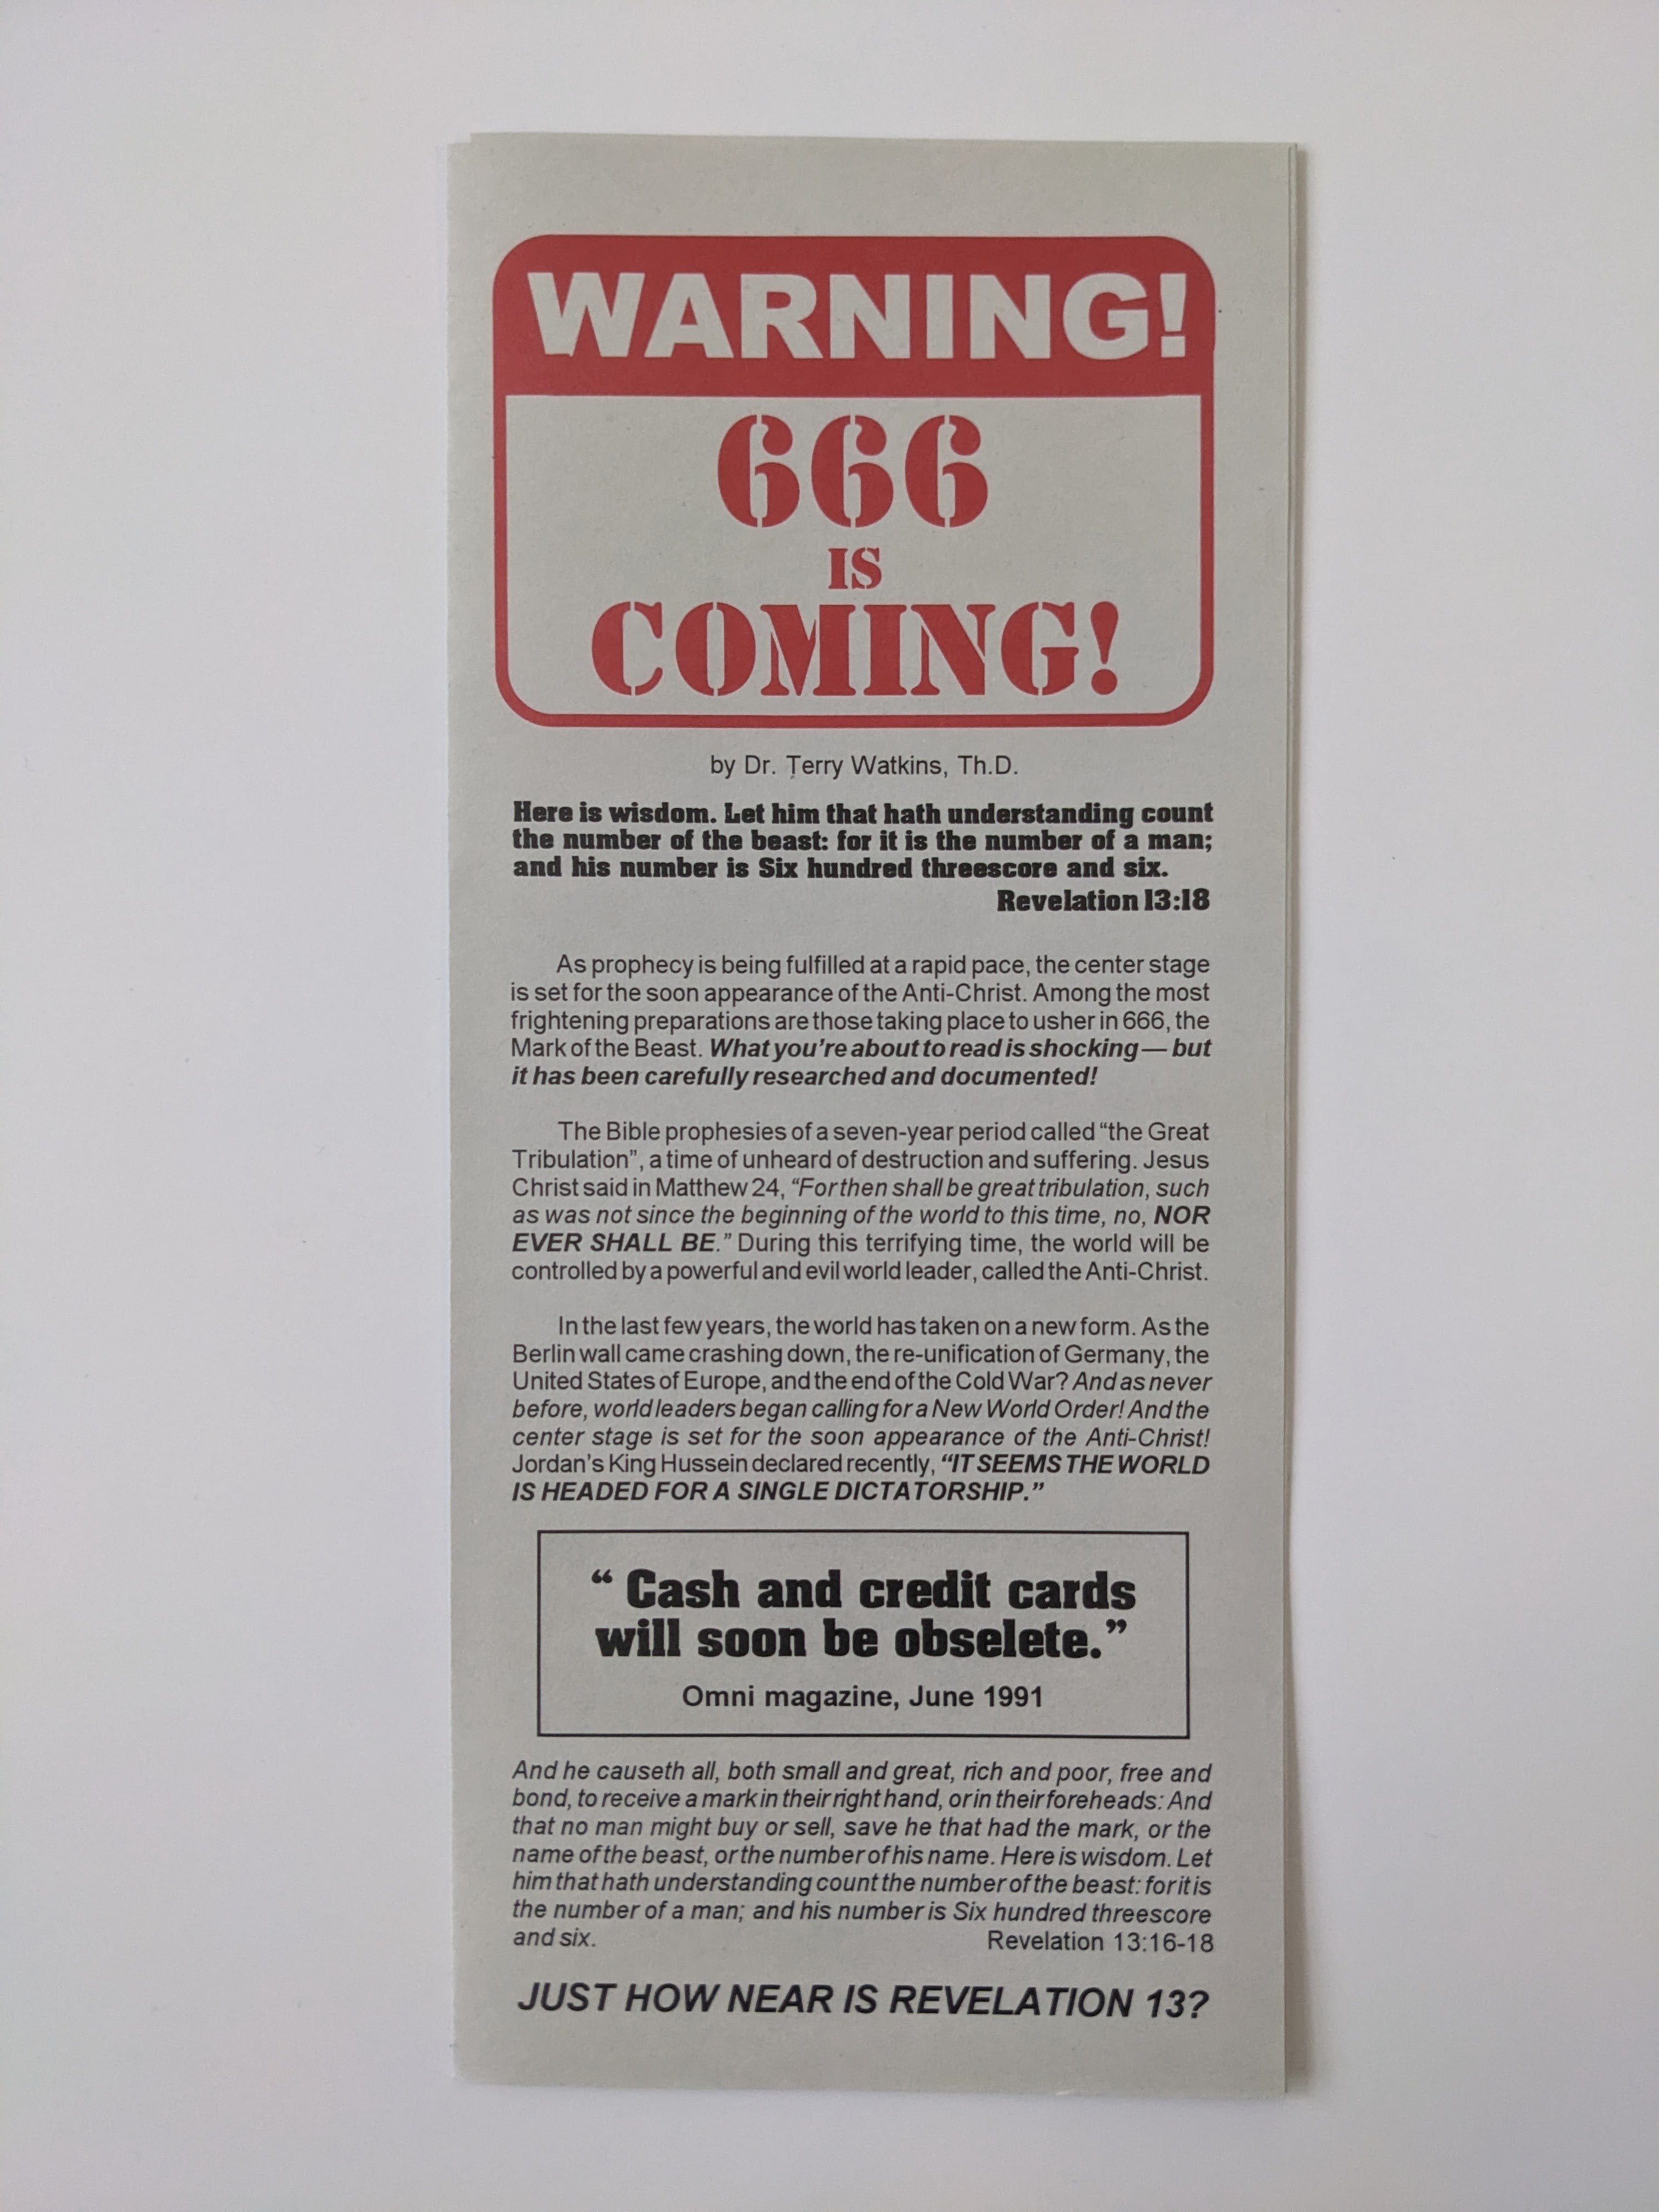 WARNING!
666
IS
COMING!
by Dr. Terry Watkins, Th.D.
Here is wisdom. Let him that hath understanding count
the number of the beast: for it is the number of a man;
and his number is Six hundred threescore and six.
Revelation 13:18
As prophecy is being fulfilled at a rapid pace, the center stage
is set for the soon appearance of the Anti-Christ. Among the most
frightening preparations are those taking place to usher in 666, the
Mark of the Beast. What you're about to read is shocking— but
it has been carefully researched and documented!
The Bible prophesies of a seven-year period called “the Great
Tribulation”, a time of unheard of destruction and suffering. Jesus
Christ said in Matthew 24, “For then shall be great tribulation, such
as was not since the beginning of the world to this time, no, NOR
EVER SHALL BE.” During this terrifying time, the world will be
controlled by a powerful and evil world leader, called the Anti-Christ.
In the last few years, the world has taken on a new form. As the
Berlin wall came crashing down, the re-unification of Germany, the
United States of Europe, and the end of the Cold War? And as never
before, world leaders began calling for a New World Order! And the
center stage is set for the soon appearance of the Anti-Christ!
Jordan's King Hussein declared recently, “IT SEEMS THE WORLD
IS HEADED FOR A SINGLE DICTATORSHIP.”
“ Cash and credit cards
will soon be obselete.”
Omni magazine, June 1991
And he causeth all, both small and great, rich and poor, free and
bond, to receive a mark in their right hand, or in their foreheads: And
that no man might buy or sell, save he that had the mark, or the
name of the beast, or the number of his name. Here is wisdom. Let
him that hath understanding count the number of the beast: for it is
the number of a man; and his number is Six hundred threescore
and six. Revelation 13:16-18
JUST HOW NEAR IS REVELATION 13?